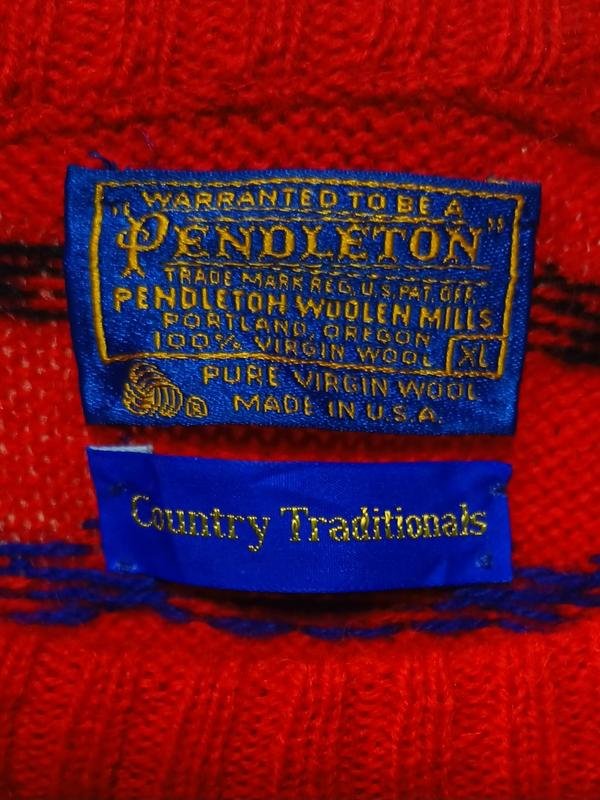 WARRANTED TO BE A
"PENDLETON"
TRADE MARK REG. U.S. PAT. OFF.
PENDLETON WOOLEN MILLS
PORTLAND, OREGON
100% VIRGIN WOOL XL
PURE VIRGIN WOOL
® MADE IN U.S.A.
Country Traditionals